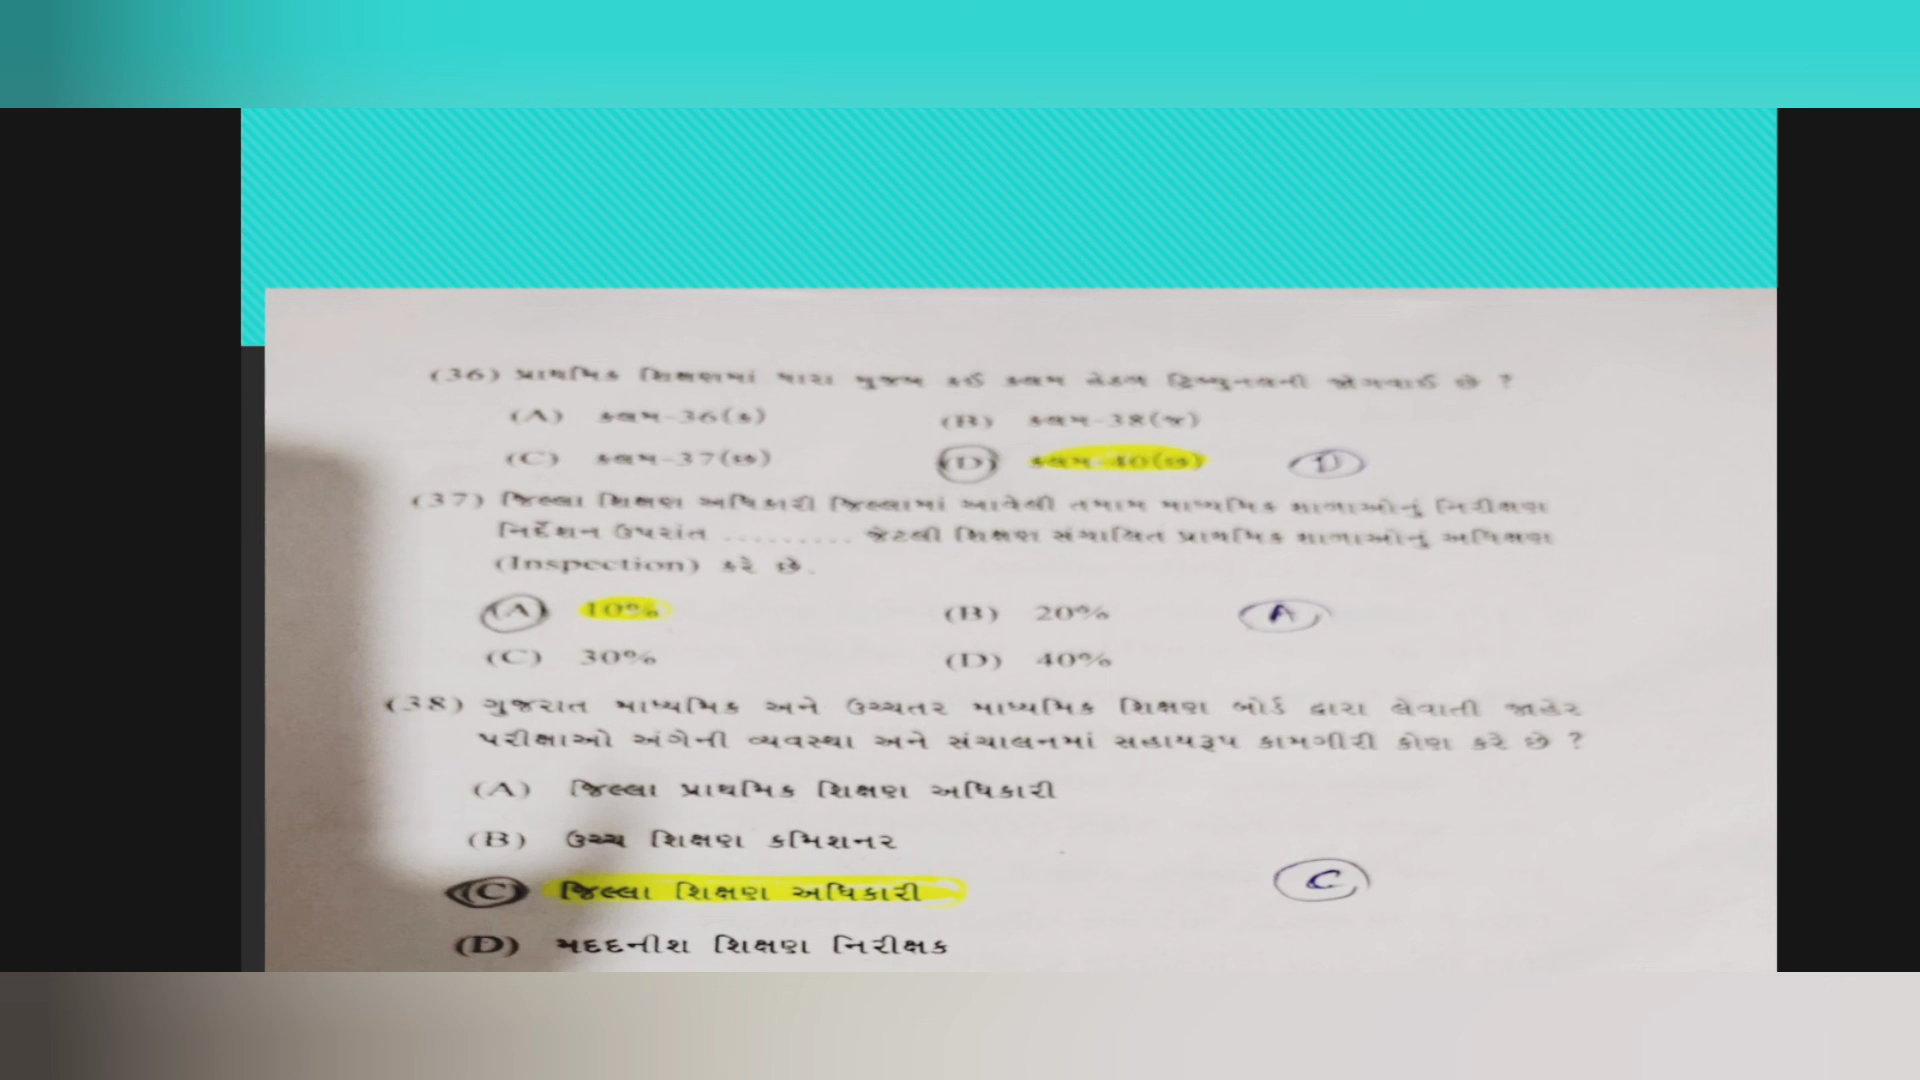 (36) પ્રાથમિક શિક્ષણમાં ધારા મુજબ કઈ કલમ હેઠળ ટ્રિબ્યુનલની જોગવાઈ છે ?
(A) કલમ-36(ક) (B) કલમ-38(જ)
(C) કલમ-37(છ) (D) કલમ-40(છ) D
(37) જિલ્લા શિક્ષણ અધિકારી જિલ્લામાં આવેલી તમામ માધ્યમિક શાળાઓનું નિરીક્ષણ
નિર્દેશન ઉપરાંત ......... જેટલી શિક્ષણ સંચાલિત પ્રાથમિક શાળાઓનું અધિક્ષણ
(Inspection) કરે છે.
(A) 10% (B) 20% A
(C) 30% (D) 40%
(38) ગુજરાત માધ્યમિક અને ઉચ્ચતર માધ્યમિક શિક્ષણ બોર્ડ દ્વારા લેવાતી જાહેર
પરીક્ષાઓ અંગેની વ્યવસ્થા અને સંચાલનમાં સહાયરૂપ કામગીરી કોણ કરે છે ?
(A) જિલ્લા પ્રાથમિક શિક્ષણ અધિકારી
(B) ઉચ્ચ શિક્ષણ કમિશનર
(C) જિલ્લા શિક્ષણ અધિકારી C
(D) મદદનીશ શિક્ષણ નિરીક્ષક